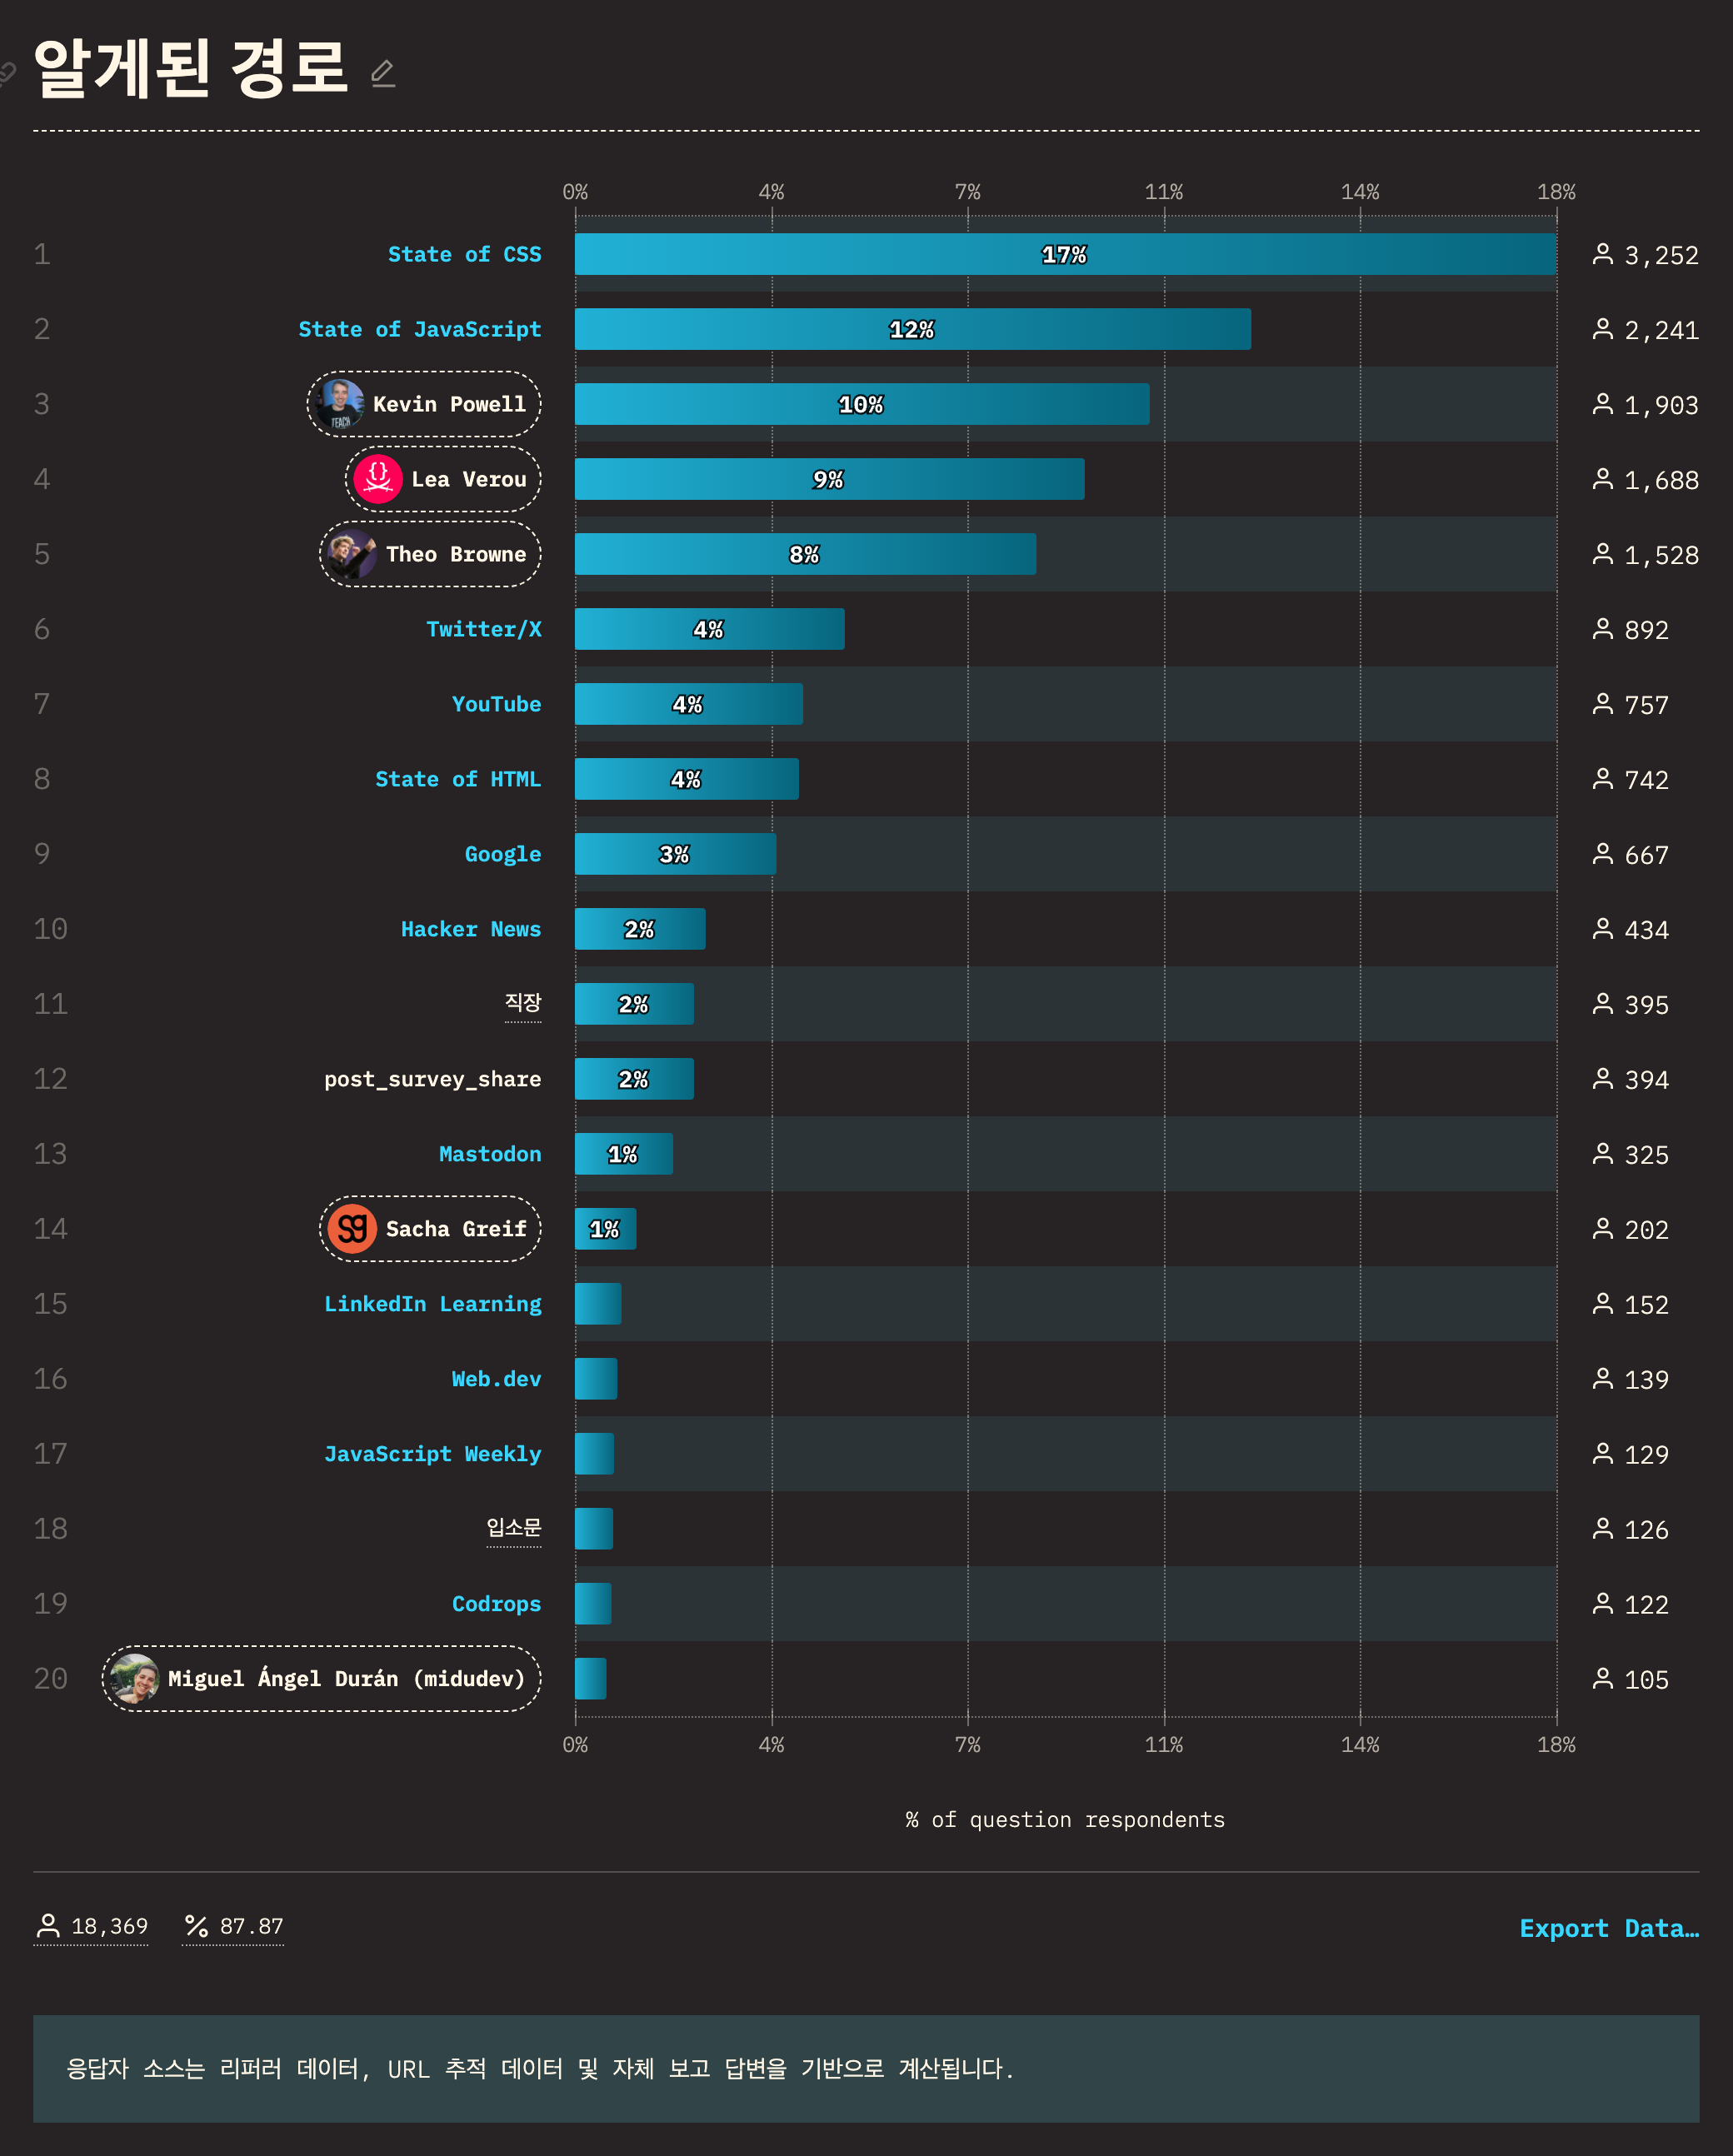 알게된 경로
0% 4% 7% 11% 14% 18%
1 State of CSS 17% 3,252
2 State of JavaScript 12% 2,241
3 Kevin Powell 10% 1,903
4 Lea Verou 9% 1,688
5 Theo Browne 8% 1,528
6 Twitter/X 4% 892
7 YouTube 4% 757
8 State of HTML 4% 742
9 Google 3% 667
10 Hacker News 2% 434
11 직장 2% 395
12 post_survey_share 2% 394
13 Mastodon 1% 325
14 Sacha Greif 1% 202
15 LinkedIn Learning 152
16 Web.dev 139
17 JavaScript Weekly 129
18 입소문 126
19 Codrops 122
20 Miguel Ángel Durán (midudev) 105
0% 4% 7% 11% 14% 18%
% of question respondents
18,369 % 87.87 Export Data…
응답자 소스는 리퍼러 데이터, URL 추적 데이터 및 자체 보고 답변을 기반으로 계산됩니다.